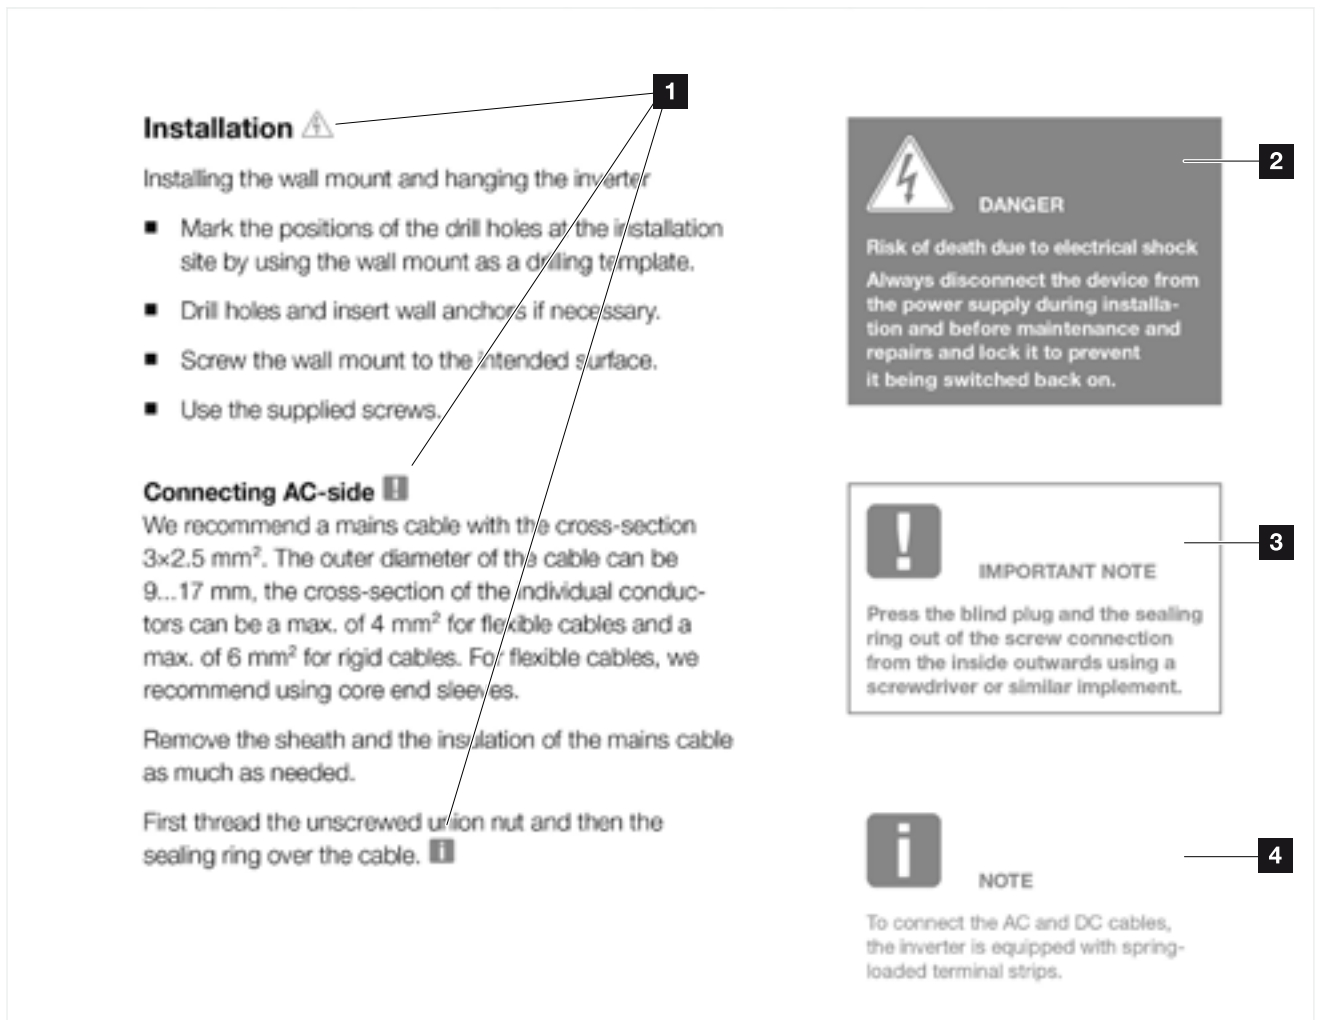 1
Installation
Installing the wall mount and hanging the inverter
■ Mark the positions of the drill holes at the installation
site by using the wall mount as a drilling template.
■ Drill holes and insert wall anchors if necessary.
■ Screw the wall mount to the intended surface.
■ Use the supplied screws.
Connecting AC-side !
We recommend a mains cable with the cross-section
3×2.5 mm². The outer diameter of the cable can be
9...17 mm, the cross-section of the individual conduc-
tors can be a max. of 4 mm² for flexible cables and a
max. of 6 mm² for rigid cables. For flexible cables, we
recommend using core end sleeves.
Remove the sheath and the insulation of the mains cable
as much as needed.
First thread the unscrewed union nut and then the
sealing ring over the cable. i
2
DANGER
Risk of death due to electrical shock
Always disconnect the device from
the power supply during installa-
tion and before maintenance and
repairs and lock it to prevent
it being switched back on.
3
!
IMPORTANT NOTE
Press the blind plug and the sealing
ring out of the screw connection
from the inside outwards using a
screwdriver or similar implement.
4
i
NOTE
To connect the AC and DC cables,
the inverter is equipped with spring-
loaded terminal strips.